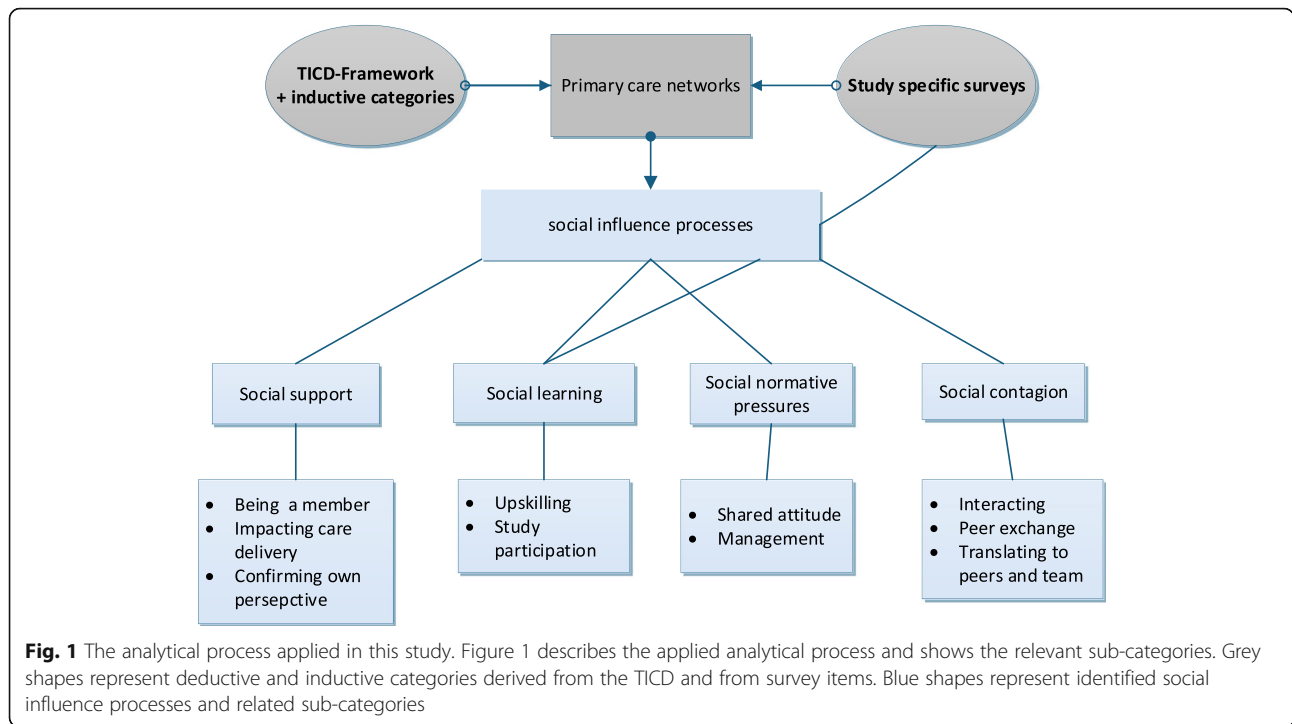 TICD-Framework
+ inductive categories
Primary care networks
Study specific surveys
social influence processes
Social support
Social learning
Social normative
pressures
Social contagion
• Being a member
• Impacting care
delivery
• Confirming own
persepctive
• Upskilling
• Study
participation
• Shared attitude
• Management
• Interacting
• Peer exchange
• Translating to
peers and team
Fig. 1 The analytical process applied in this study. Figure 1 describes the applied analytical process and shows the relevant sub-categories. Grey
shapes represent deductive and inductive categories derived from the TICD and from survey items. Blue shapes represent identified social
influence processes and related sub-categories